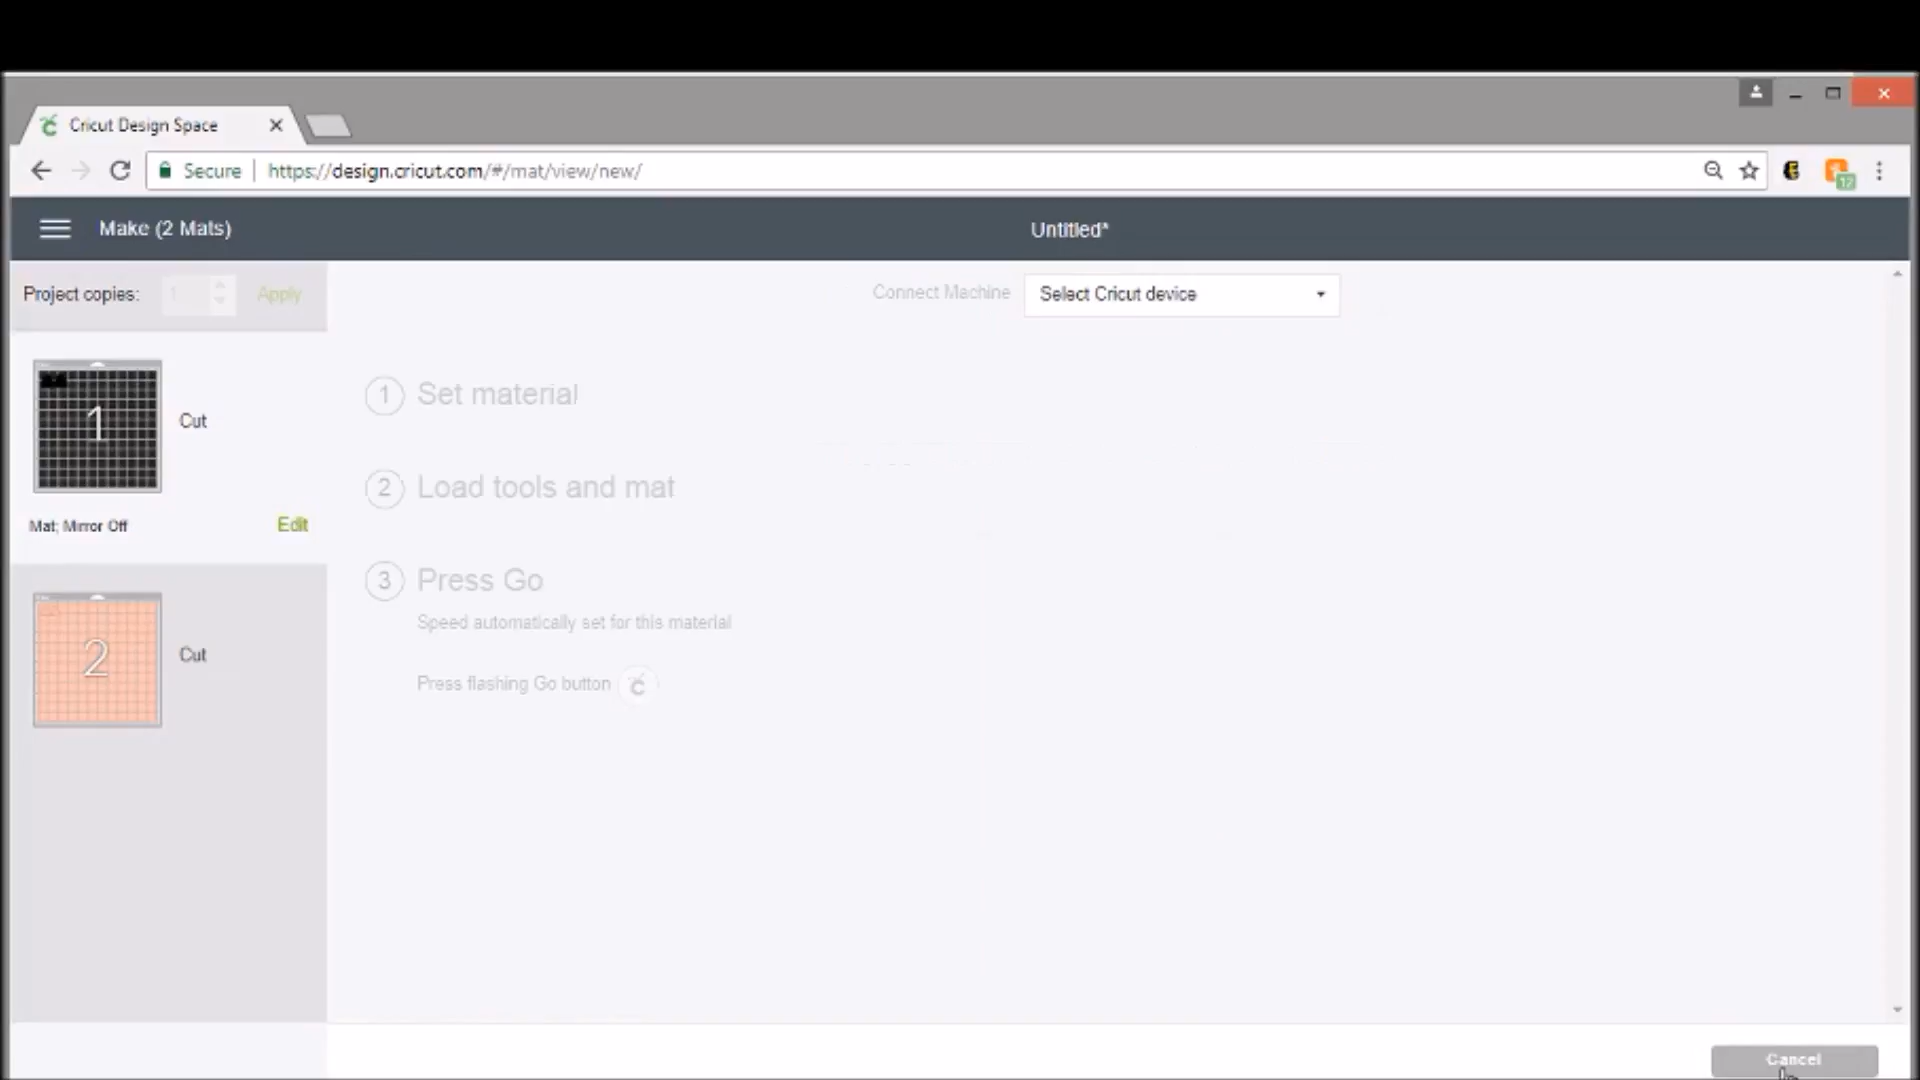 Cricut Design Space
Secure https://design.cricut.com/#/mat/view/new/
12
Make (2 Mats)
Untitled*
Project copies: 1 Apply
Connect Machine Select Cricut device
1 Cut
Mat; Mirror Off Edit
2 Cut
1 Set material
2 Load tools and mat
3 Press Go
Speed automatically set for this material
Press flashing Go button
Cancel